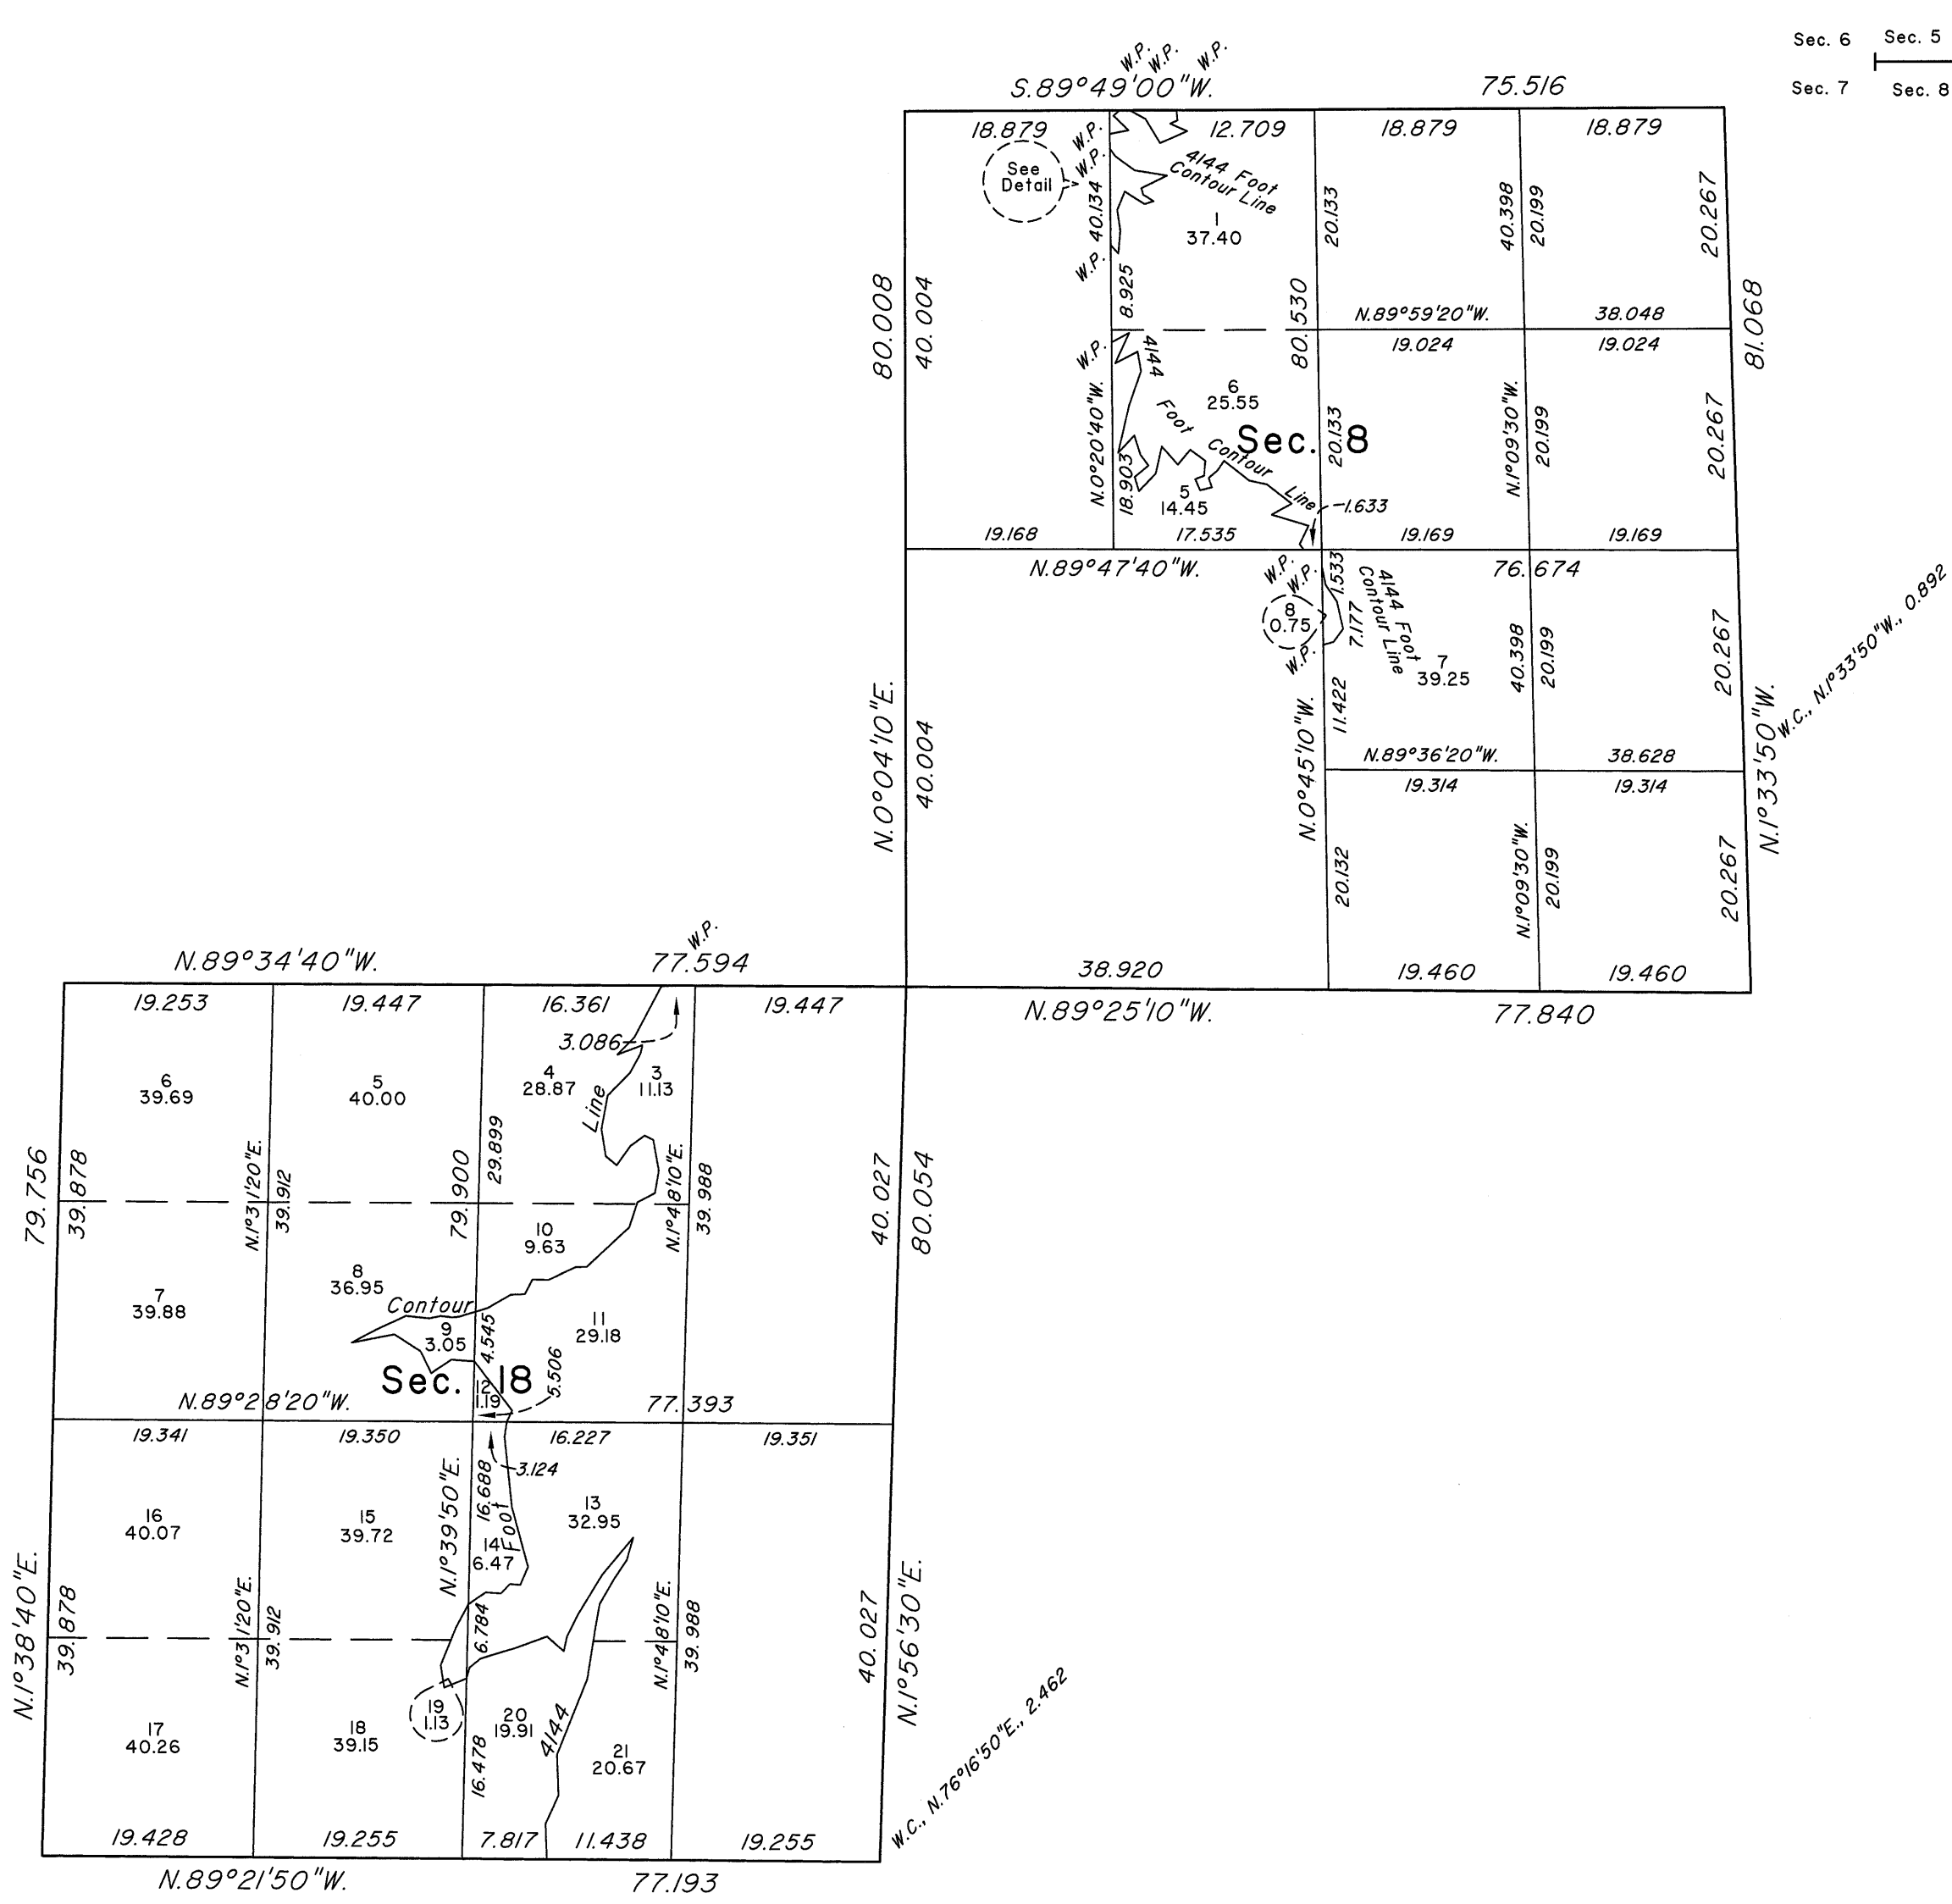 Sec. 6 Sec. 5
Sec. 7 Sec. 8
W.P. W.P. W.P.
S.89°49'00"W. 75.516
18.879 12.709 18.879 18.879
W.P.
W.P.
See
Detail
4144 Foot
Contour Line
40.134
1
37.40
20.133
40.398
20.199
20.267
W.P.
8.925
80.008
40.004
80.530
N.89°59'20"W. 38.048
19.024 19.024
81.068
W.P.
4144 Foot Contour Line
N.0°20'40"W.
6
25.55
Sec. 8
20.133
N.1°09'30"W.
20.199
20.267
18.903
5
14.45
1.633
19.168 17.535 19.169 19.169
N.89°47'40"W. 76.674
W.P.
W.P.
1.533
8
0.75
7.177
4144 Foot
Contour Line
W.P.
7
39.25
40.398
20.199
20.267
W.C., N.1°33'50"W., 0.892
N.0°04'10"E.
40.004
N.0°45'10"W.
11.422
N.89°36'20"W. 38.628
19.314 19.314
N.1°33'50"W.
20.132
N.1°09'30"W.
20.199
20.267
38.920 19.460 19.460
N.89°25'10"W. 77.840
W.P.
N.89°34'40"W. 77.594
19.253 19.447 16.361 19.447
3.086
6
39.69
5
40.00
4
28.87
3
11.13
Line
29.899
79.756
39.878
N.1°31'20"E.
39.912
79.900
N.1°48'10"E.
39.988
40.027
80.054
10
9.63
8
36.95
7
39.88
Contour
9
3.05
4.545
11
29.18
5.506
Sec. 18
12
1.19
N.89°28'20"W. 77.393
19.341 19.350 16.227 19.351
3.124
N.1°39'50"E.
16.688
Foot
16
40.07
15
39.72
13
32.95
14
6.47
N.1°38'40"E.
39.878
N.1°31'20"E.
39.912
6.784
N.1°48'10"E.
39.988
40.027
N.1°56'30"E.
19
1.13
17
40.26
18
39.15
20
19.91
4144
21
20.67
16.478
W.C., N.76°16'50"E., 2.462
19.428 19.255 7.817 11.438 19.255
N.89°21'50"W. 77.193